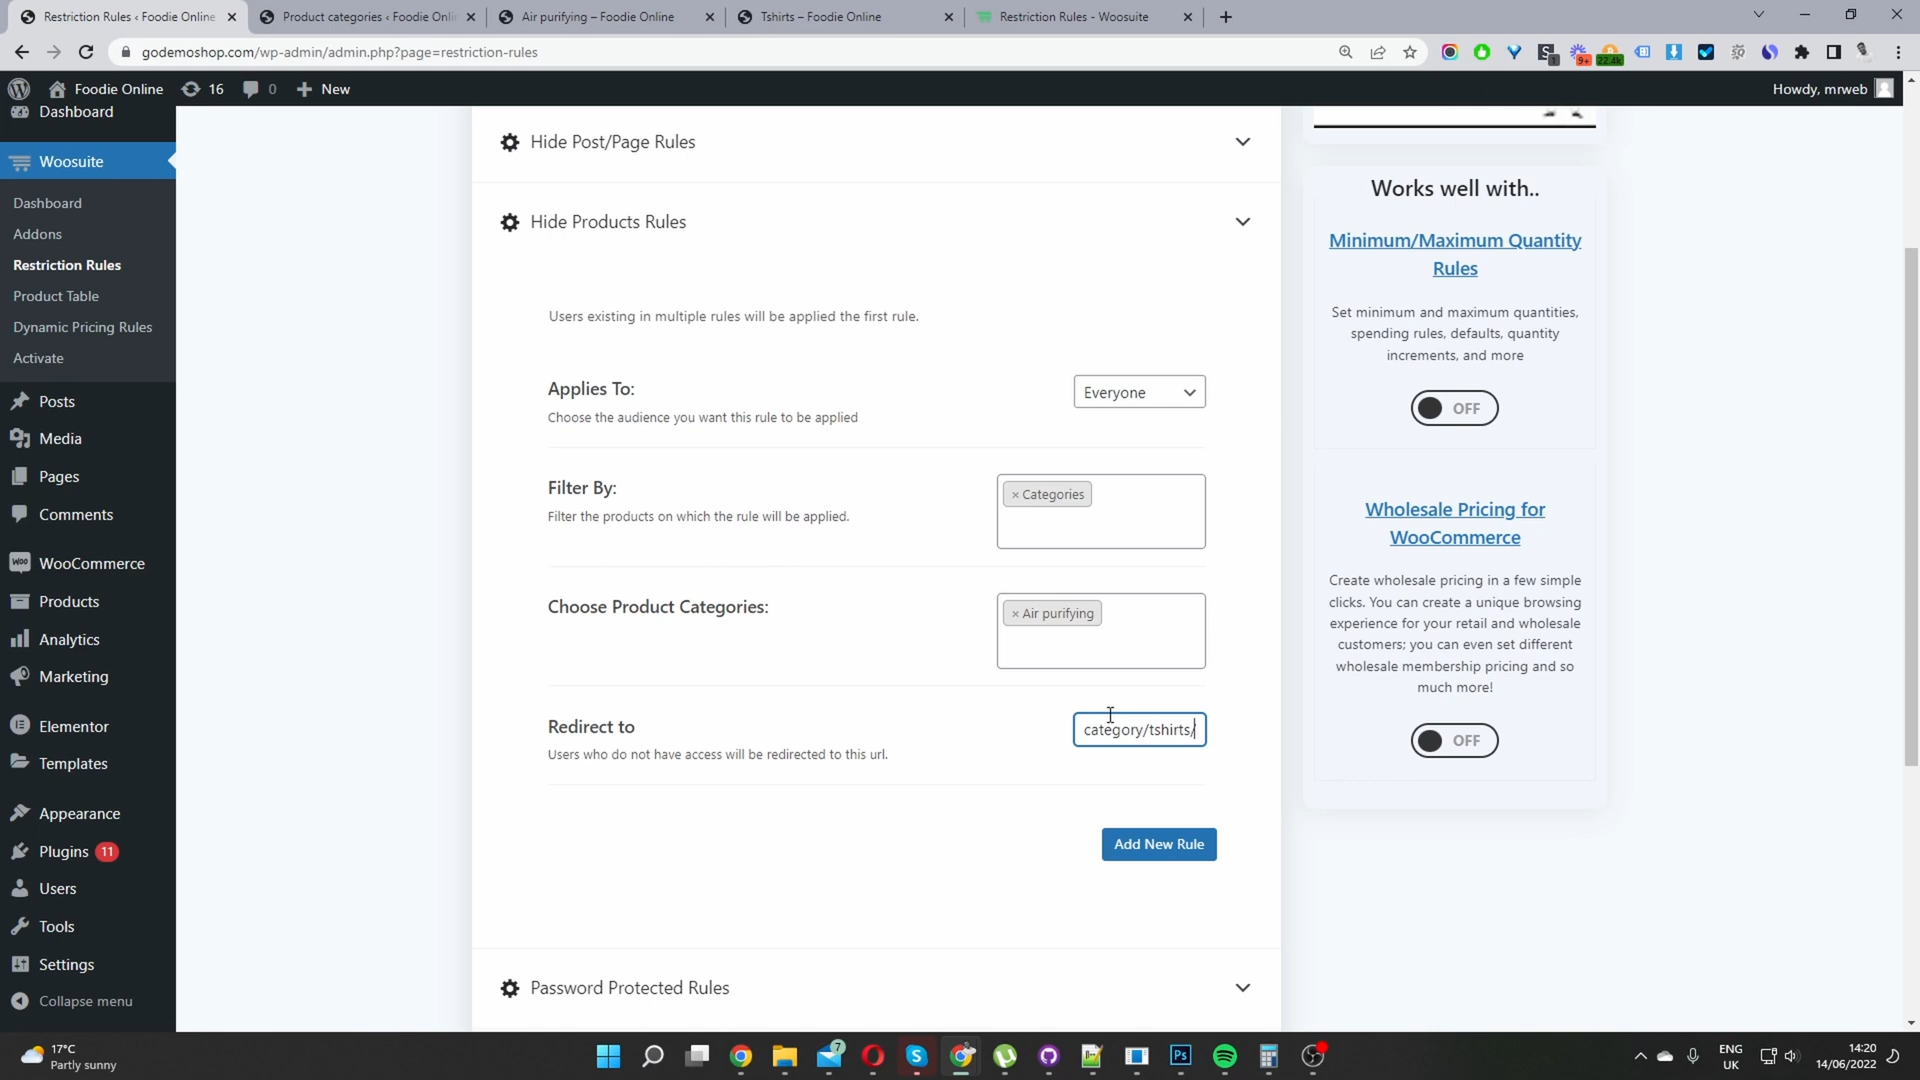 Restriction Rules ‹ Foodie Online
Product categories ‹ Foodie Onli
Air purifying – Foodie Online
Tshirts – Foodie Online
Restriction Rules - Woosuite
godemoshop.com/wp-admin/admin.php?page=restriction-rules
1
9+
22.4k
Foodie Online
16
0
New
Howdy, mrweb
Dashboard
Woosuite
Dashboard
Addons
Restriction Rules
Product Table
Dynamic Pricing Rules
Activate
Posts
Media
Pages
Comments
WooCommerce
Products
Analytics
Marketing
Elementor
Templates
Appearance
Plugins 11
Users
Tools
Settings
Collapse menu
Hide Post/Page Rules
Hide Products Rules
Users existing in multiple rules will be applied the first rule.
Applies To:
Choose the audience you want this rule to be applied
Everyone
Filter By:
Filter the products on which the rule will be applied.
× Categories
Choose Product Categories:
× Air purifying
Redirect to
Users who do not have access will be redirected to this url.
category/tshirts/
Add New Rule
Password Protected Rules
Works well with..
Minimum/Maximum Quantity
Rules
Set minimum and maximum quantities,
spending rules, defaults, quantity
increments, and more
OFF
Wholesale Pricing for
WooCommerce
Create wholesale pricing in a few simple
clicks. You can create a unique browsing
experience for your retail and wholesale
customers; you can even set different
wholesale membership pricing and so
much more!
OFF
17°C
Partly sunny
7
Ps
ENG
UK
14:20
14/06/2022